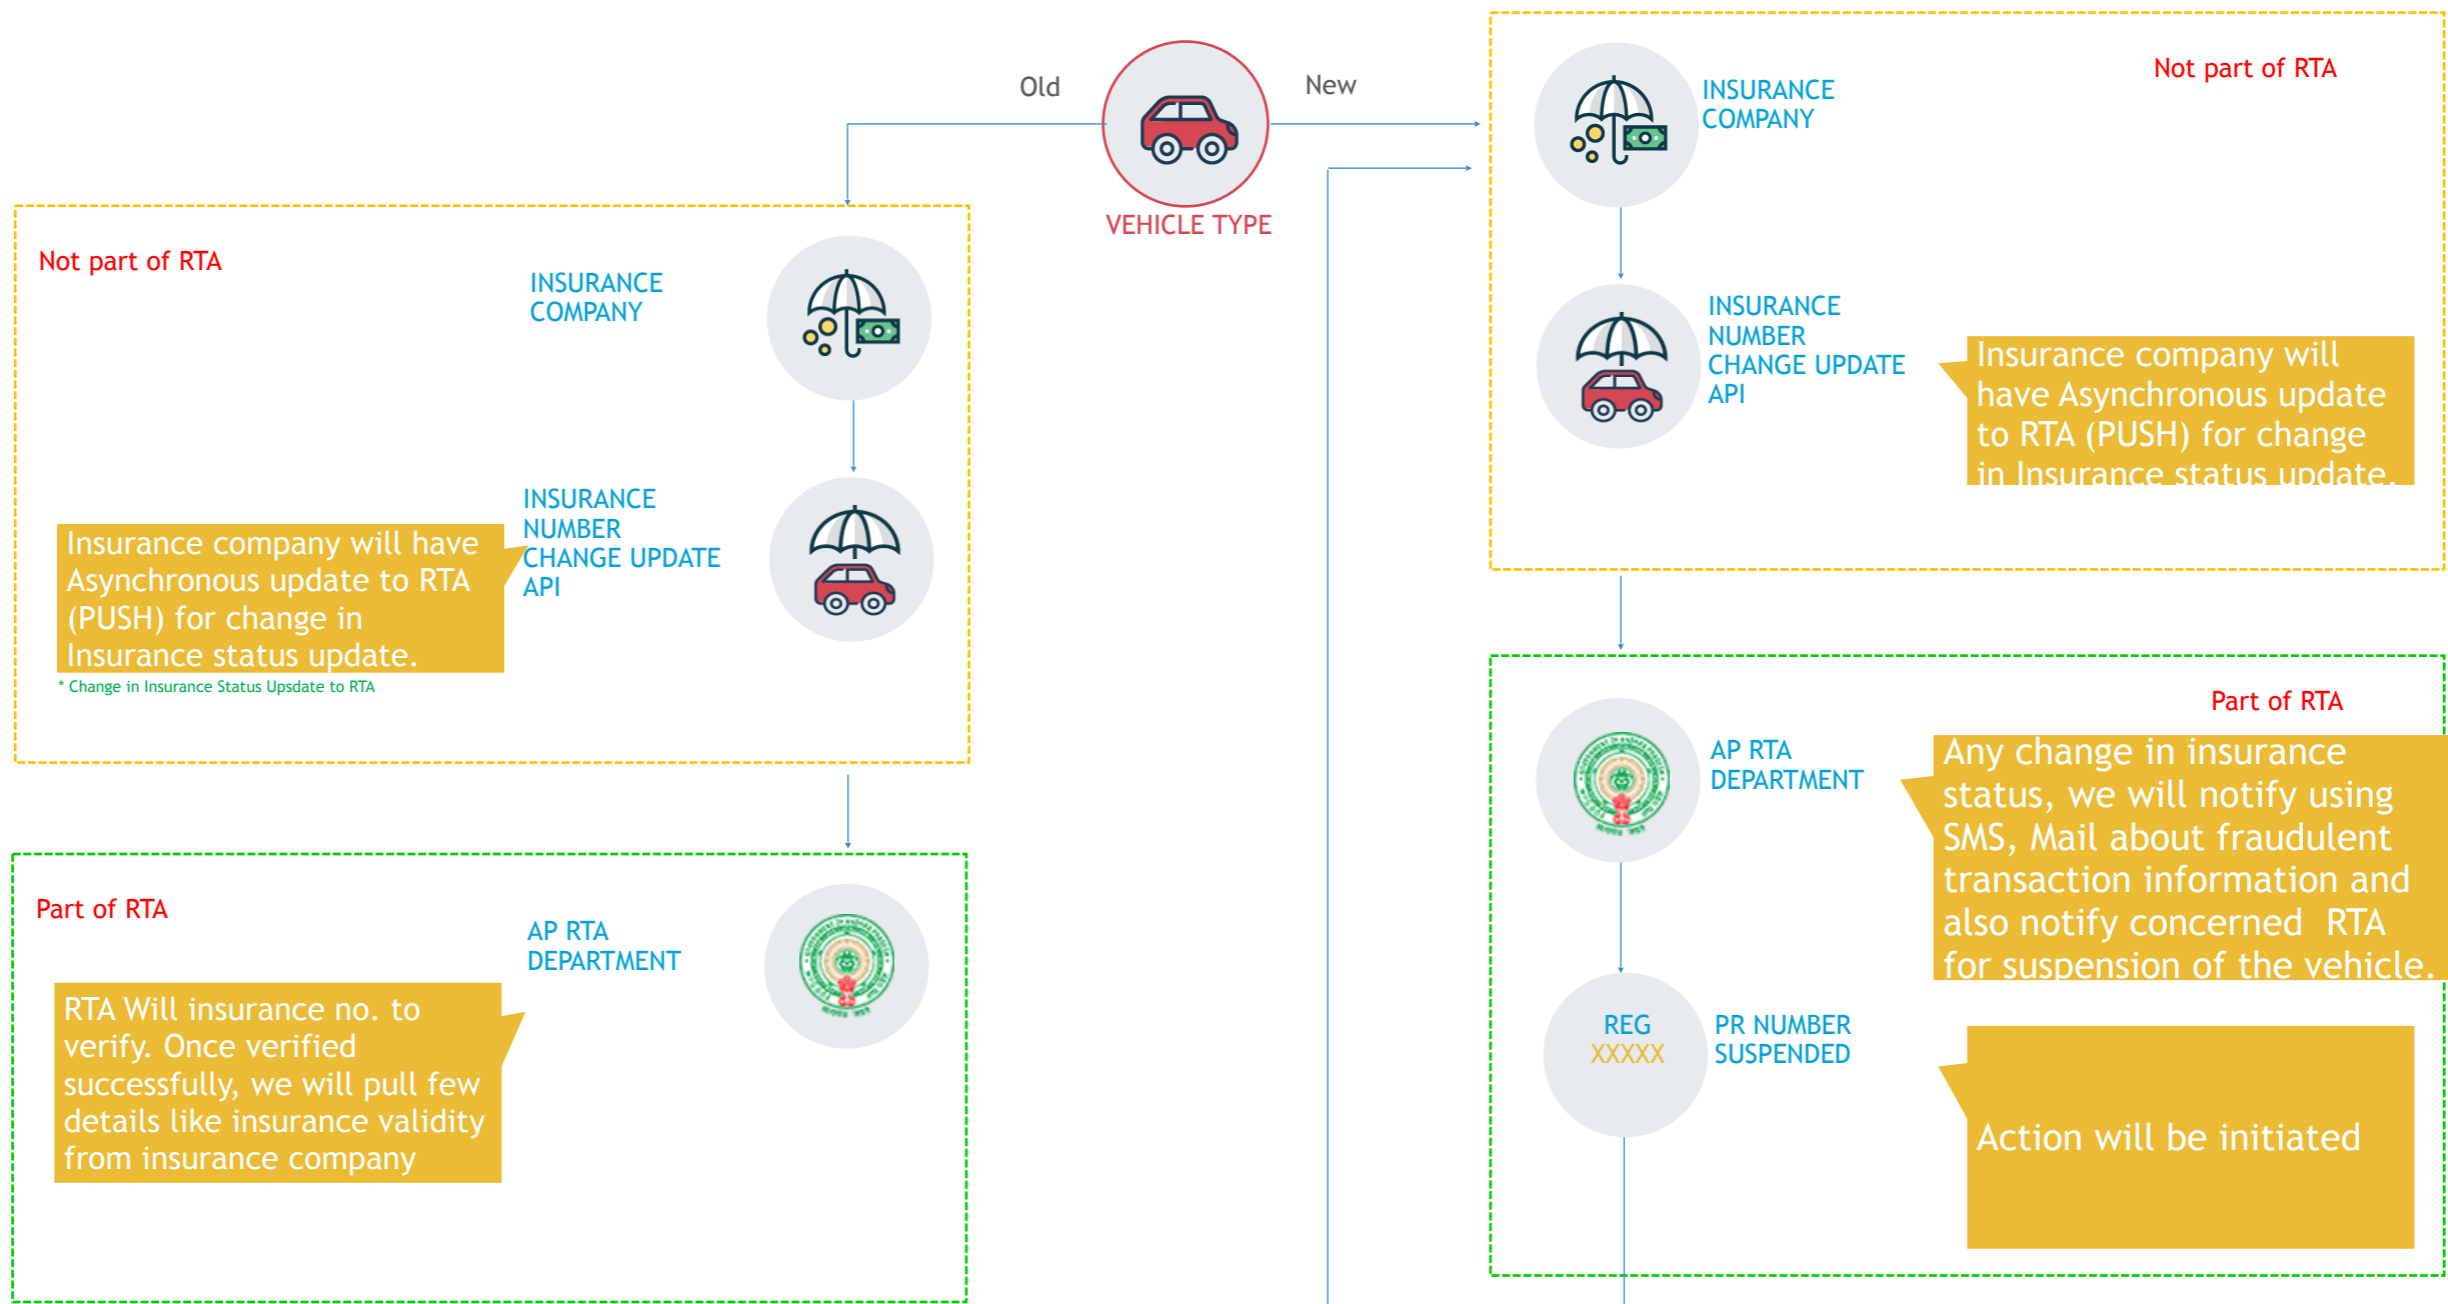 Old
New
VEHICLE TYPE
Not part of RTA
INSURANCE
COMPANY
INSURANCE
NUMBER
CHANGE UPDATE
API
Insurance company will have
Asynchronous update to RTA
(PUSH) for change in
Insurance status update.
* Change in Insurance Status Upsdate to RTA
Part of RTA
AP RTA
DEPARTMENT
RTA Will insurance no. to
verify. Once verified
successfully, we will pull few
details like insurance validity
from insurance company
Not part of RTA
INSURANCE
COMPANY
INSURANCE
NUMBER
CHANGE UPDATE
API
Insurance company will
have Asynchronous update
to RTA (PUSH) for change
in Insurance status update.
Part of RTA
AP RTA
DEPARTMENT
Any change in insurance
status, we will notify using
SMS, Mail about fraudulent
transaction information and
also notify concerned  RTA
for suspension of the vehicle.
REG
XXXXX
PR NUMBER
SUSPENDED
Action will be initiated